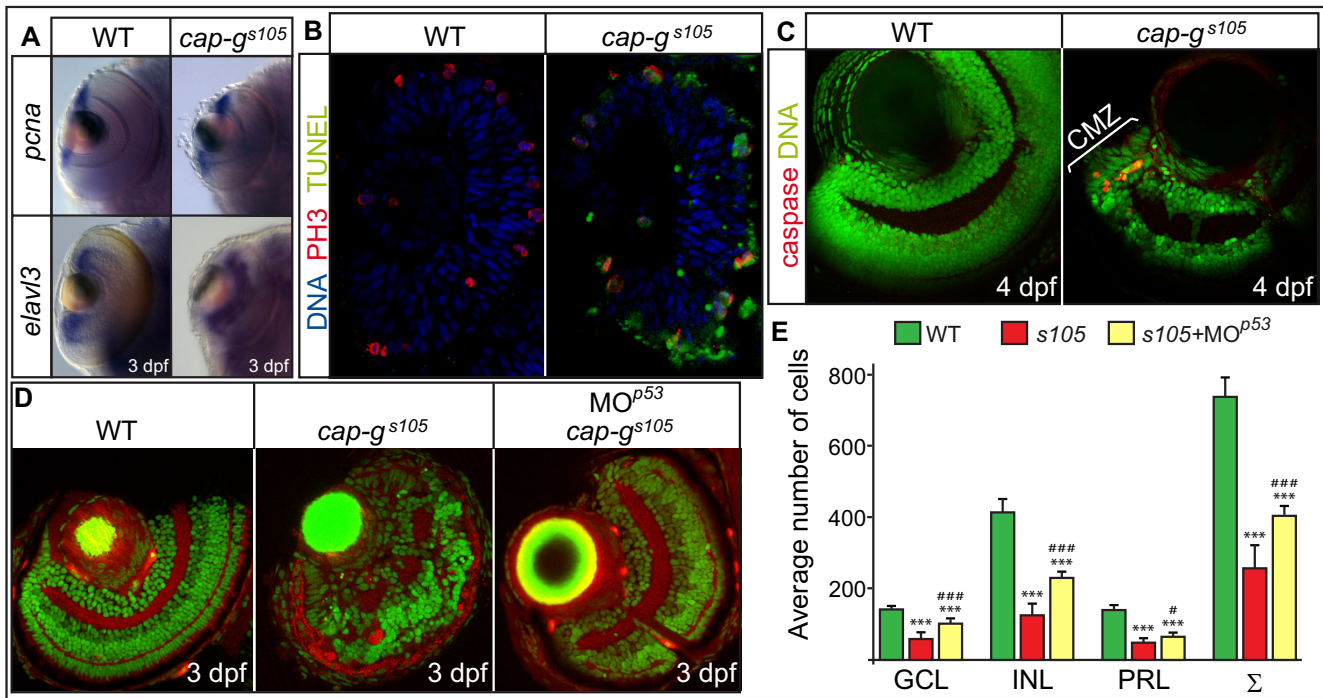 A
WT
cap-g^s105
pcna
elavl3
3 dpf
3 dpf
B
WT
cap-g^s105
DNA PH3 TUNEL
C
WT
cap-g^s105
caspase DNA
CMZ
4 dpf
4 dpf
D
WT
cap-g^s105
MO^p53
cap-g^s105
3 dpf
3 dpf
3 dpf
E
WT
s105
s105+MO^p53
Average number of cells
800
600
400
200
***
###
***
***
###
***
***
#
***
***
###
***
GCL
INL
PRL
Σ